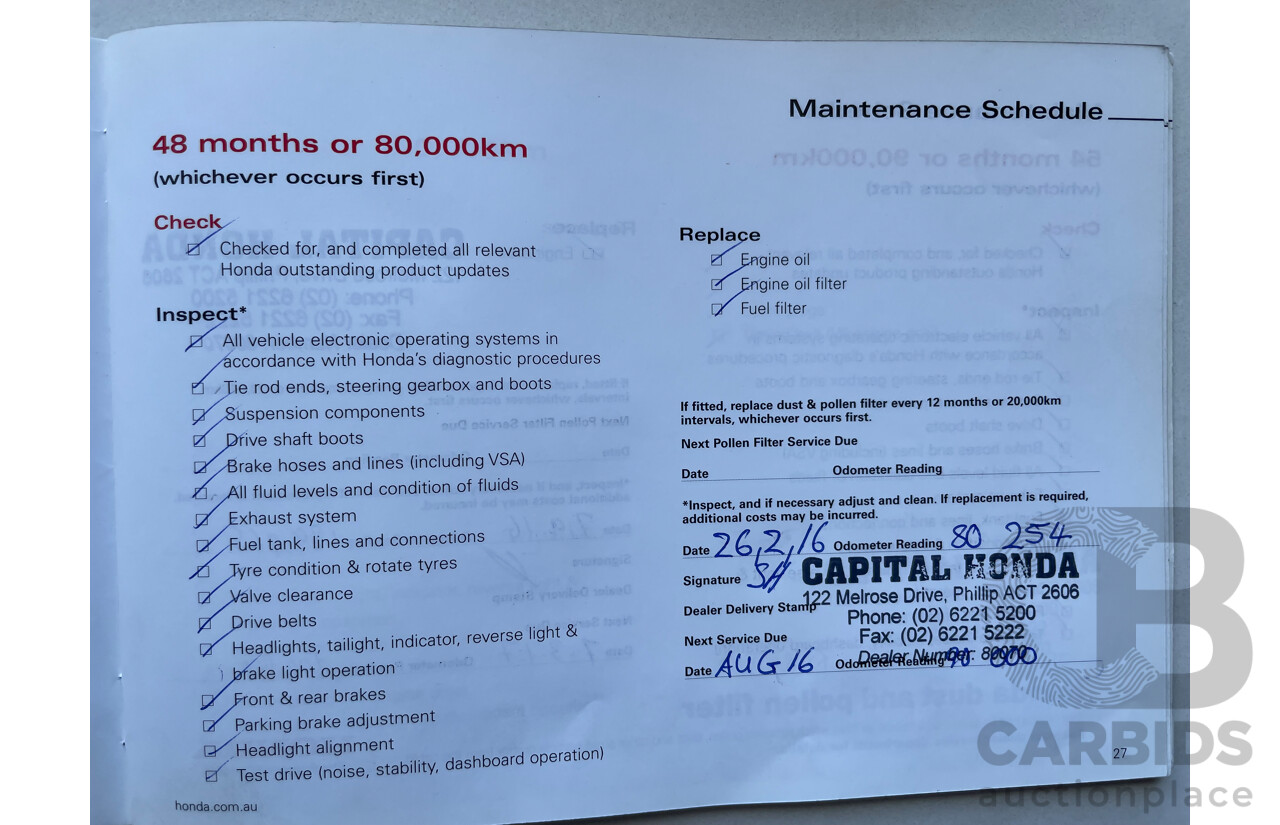 Maintenance Schedule
48 months or 80,000km
(whichever occurs first)
Check
Checked for, and completed all relevant
Honda outstanding product updates
Inspect*
All vehicle electronic operating systems in
accordance with Honda's diagnostic procedures
Tie rod ends, steering gearbox and boots
Suspension components
Drive shaft boots
Brake hoses and lines (including VSA)
All fluid levels and condition of fluids
Exhaust system
Fuel tank, lines and connections
Tyre condition & rotate tyres
Valve clearance
Drive belts
Headlights, tailight, indicator, reverse light &
brake light operation
Front & rear brakes
Parking brake adjustment
Headlight alignment
Test drive (noise, stability, dashboard operation)
honda.com.au
Replace
Engine oil
Engine oil filter
Fuel filter
If fitted, replace dust & pollen filter every 12 months or 20,000km
intervals, whichever occurs first.
Next Pollen Filter Service Due
Date Odometer Reading
*Inspect, and if necessary adjust and clean. If replacement is required,
additional costs may be incurred.
Date 26,2,16 Odometer Reading 80 254
Signature SH CAPITAL HONDA
122 Melrose Drive, Phillip ACT 2606
Dealer Delivery Stamp
Phone: (02) 6221 5200
Fax: (02) 6221 5222
Next Service Due
Dealer Number: 80070
Date AUG 16 Odometer Reading 90 000
27
CARBIDS
auctionplace